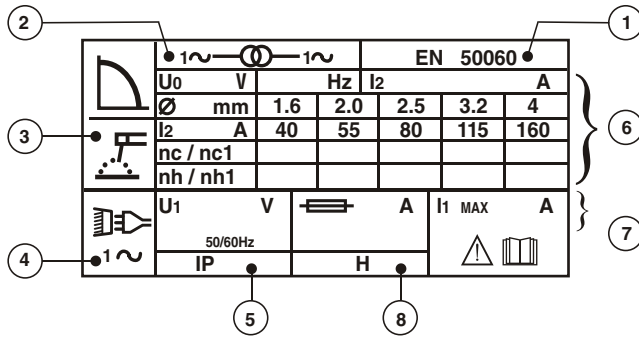 2
1
1~ 1~ EN 50060
U0 V Hz I2 A
Ø mm 1.6 2.0 2.5 3.2 4
I2 A 40 55 80 115 160
nc / nc1
nh / nh1
3
6
U1 V A I1 MAX A
50/60Hz
1~
IP H
4
7
5
8